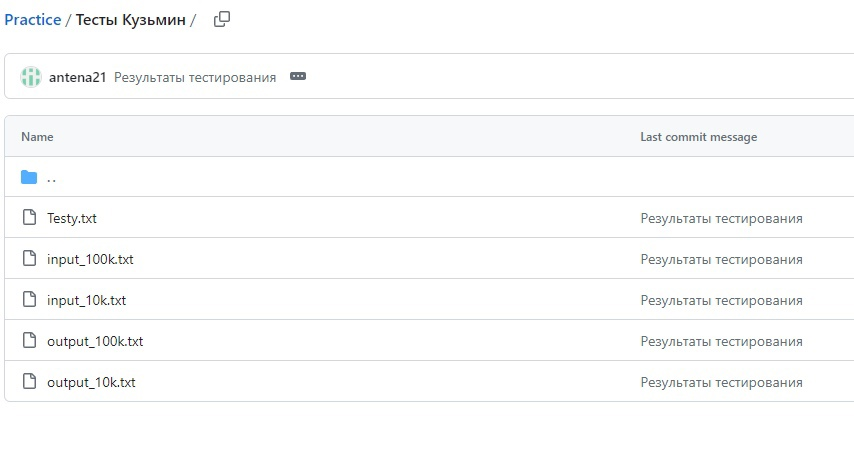 Practice / Тесты Кузьмин /
antena21 Результаты тестирования
Name Last commit message
..
Testy.txt Результаты тестирования
input_100k.txt Результаты тестирования
input_10k.txt Результаты тестирования
output_100k.txt Результаты тестирования
output_10k.txt Результаты тестирования